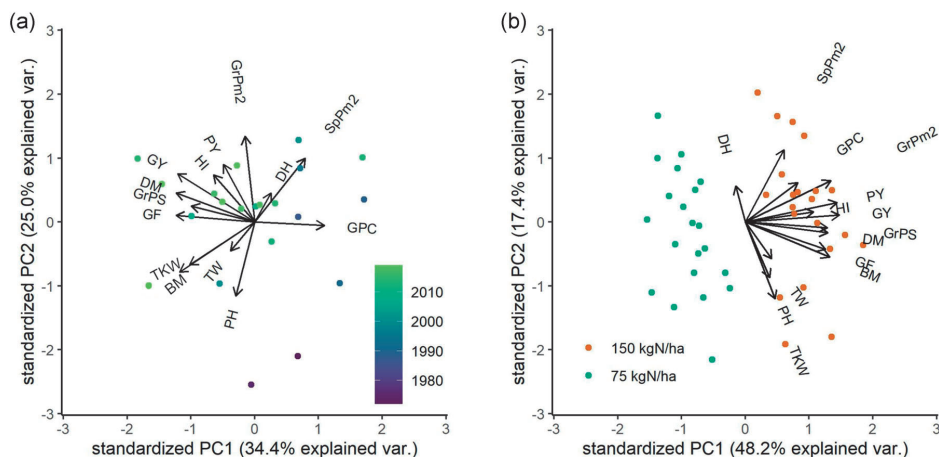 (a)
3
2
1
0
-1
-2
-3
standardized PC2 (25.0% explained var.)
GrPm2
SpPm2
PY
HI
DH
GY
DM
GrPS
GF
GPC
TKW
BM
TW
PH
2010
2000
1990
1980
-3
-2
-1
0
1
2
3
standardized PC1 (34.4% explained var.)
(b)
3
2
1
0
-1
-2
-3
standardized PC2 (17.4% explained var.)
SpPm2
DH
GPC
GrPm2
PY
HI
GY
GrPS
DM
GF
BM
TW
PH
TKW
150 kgN/ha
75 kgN/ha
-3
-2
-1
0
1
2
3
standardized PC1 (48.2% explained var.)